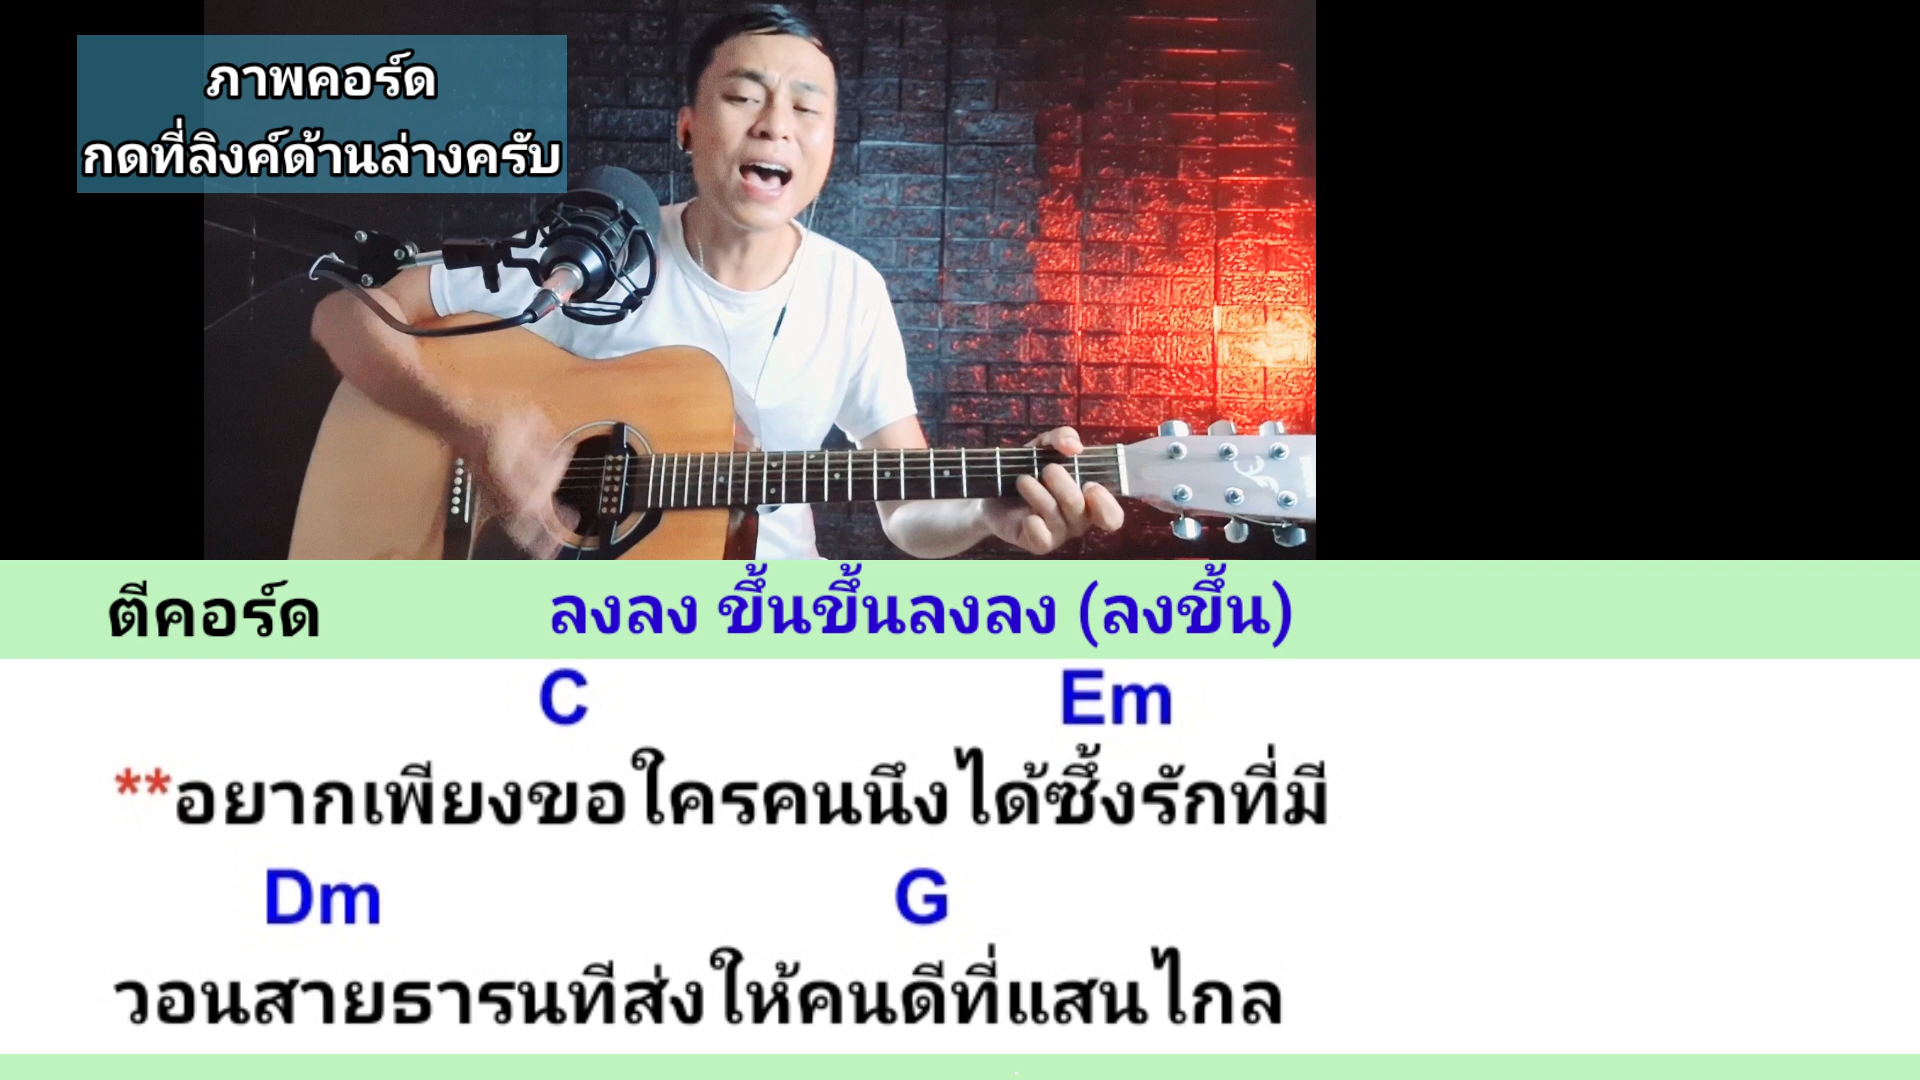 ภาพคอร์ด
กดที่ลิงค์ด้านล่างครับ
ตีคอร์ด ลงลง ขึ้นขึ้นลงลง (ลงขึ้น)
C Em
**อยากเพียงขอใครคนนึงได้ซึ้งรักที่มี
Dm G
วอนสายธารนทีส่งให้คนดีที่แสนไกล